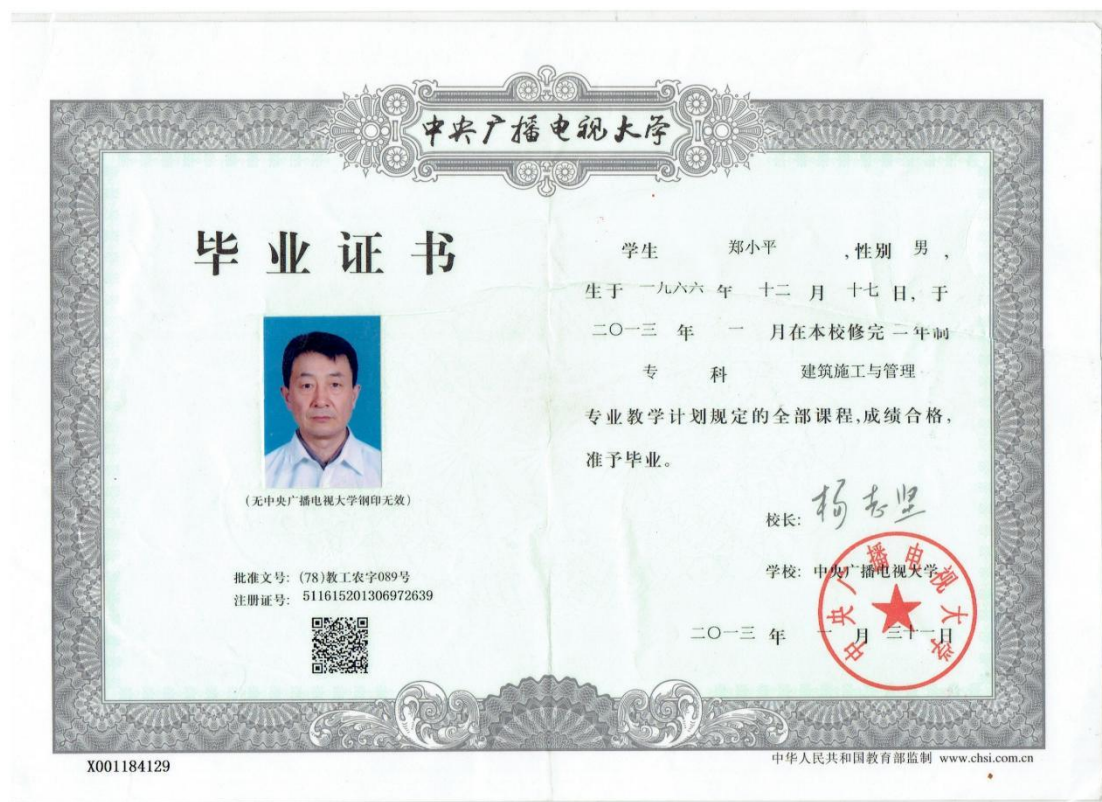 中央广播电视大学
毕业证书
(无中央广播电视大学钢印无效)
批准文号: (78)教工农字089号
注册证号: 511615201306972639
学生 郑小平 ,性别 男 ,
生于 一九六六 年 十二 月 十七 日, 于
二〇一三 年 一 月在本校修完 二年制
专 科 建筑施工与管理
专业教学计划规定的全部课程,成绩合格,
准予毕业。
校长: 杨志坚
学校: 中央广播电视大学
二〇一三 年 一 月 三十一日
中央广播电视大学
X001184129
中华人民共和国教育部监制 www.chsi.com.cn